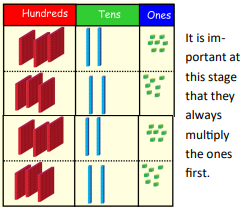 Hundreds Tens Ones
It is im-
portant at
this stage
that they
always
multiply
the ones
first.